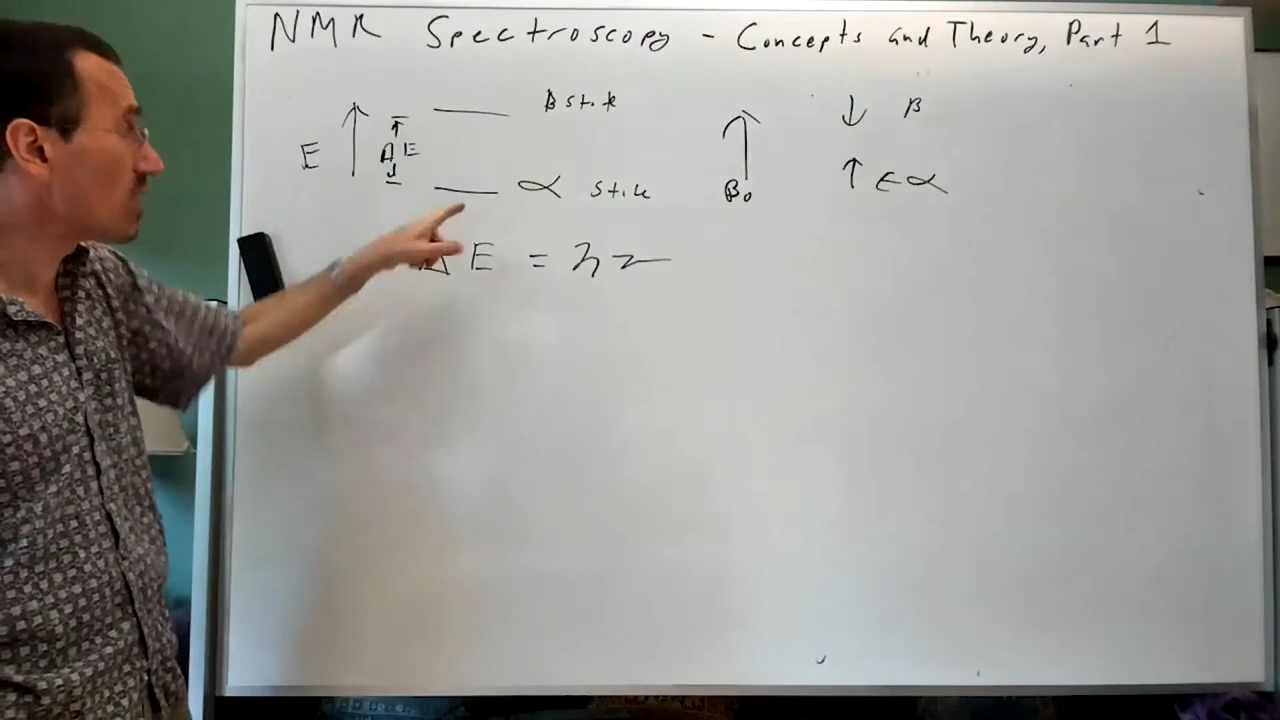 NMR Spectroscopy - Concepts and Theory, Part 1
β state
↓ β
E ↑ ΔE
α state
B₀ ↑ ↑ ∈ α
ΔE = hν